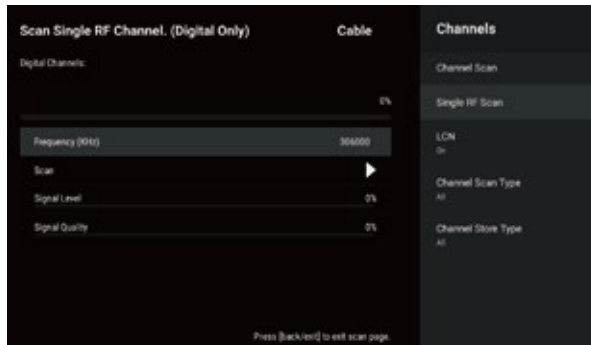 Scan Single RF Channel. (Digital Only) Cable
Digital Channels:
0%
Frequency (KHz) 306000
Scan
Signal Level 0%
Signal Quality 0%
Press [back/exit] to exit scan page.
Channels
Channel Scan
Single RF Scan
LCN
On
Channel Scan Type
All
Channel Store Type
All